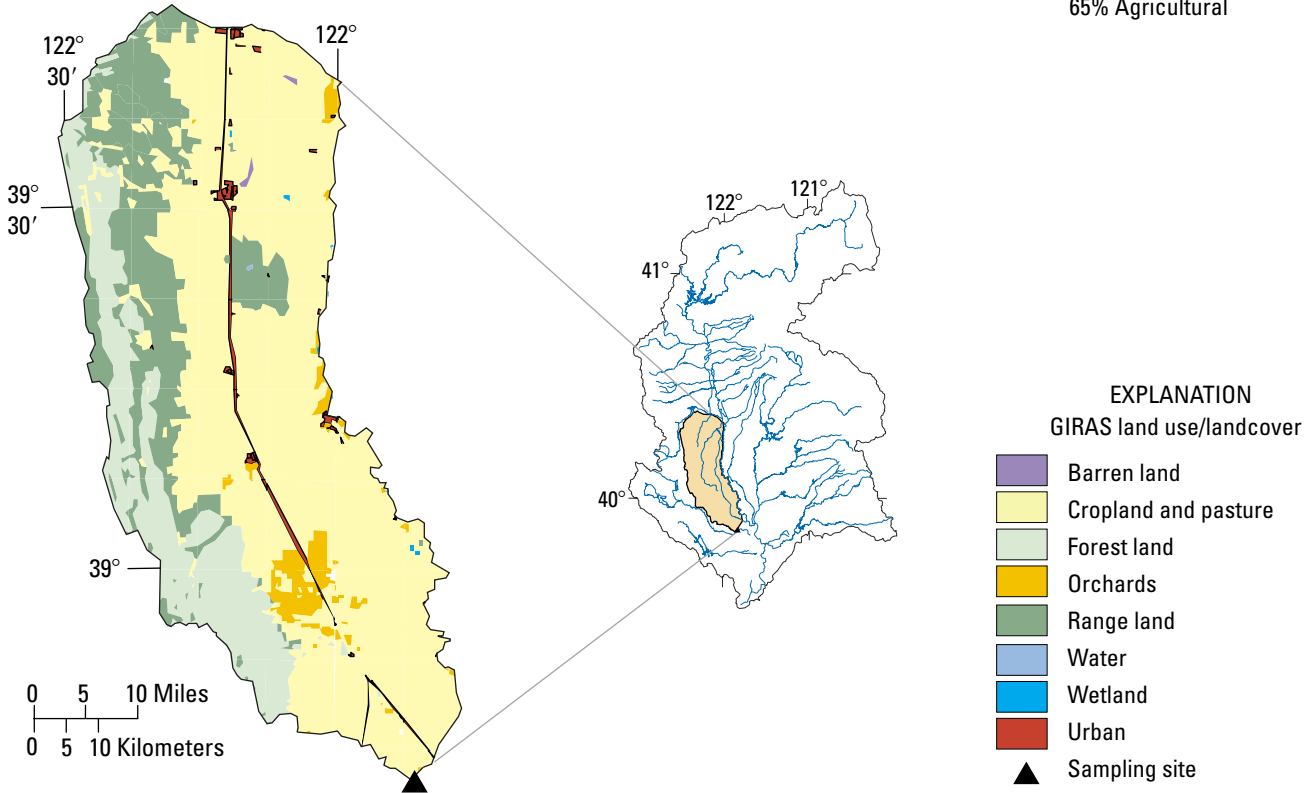 65% Agricultural
122°
30′
122°
39°
30′
39°
0 5 10 Miles
0 5 10 Kilometers
122°
121°
41°
40°
EXPLANATION
GIRAS land use/landcover
Barren land
Cropland and pasture
Forest land
Orchards
Range land
Water
Wetland
Urban
Sampling site